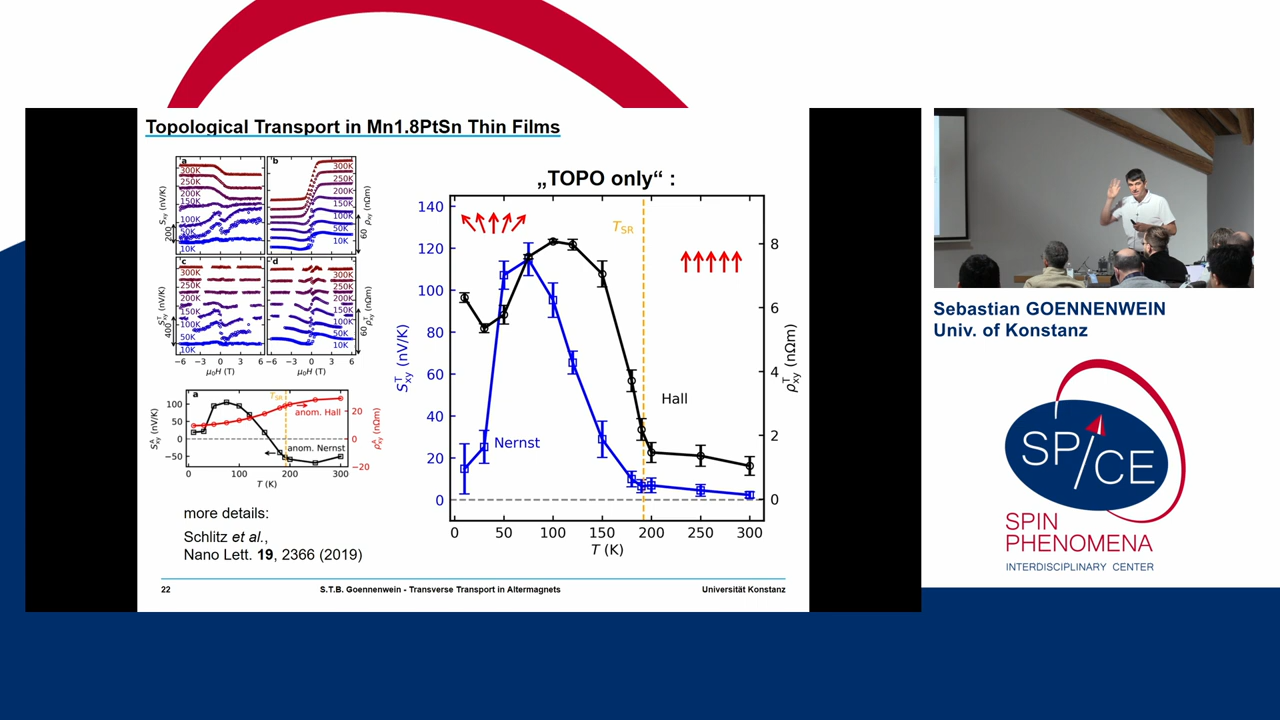 Topological Transport in Mn1.8PtSn Thin Films
a
300K
250K
200K
150K
100K
50K
10K
Sxy (nV/K)
200
b
300K
250K
200K
150K
100K
50K
10K
60 ρxy (nΩm)
c
300K
250K
200K
150K
100K
50K
10K
S^T_xy (nV/K)
400
d
300K
250K
200K
150K
100K
50K
10K
60 ρ^T_xy (nΩm)
−6 −3 0 3 6
μ0H (T)
−6 −3 0 3 6
μ0H (T)
a
TSR
anom. Hall
anom. Nernst
100
50
0
−50
S^A_xy (nV/K)
20
0
−20
ρ^A_xy (nΩm)
0 100 200 300
T (K)
more details:
Schlitz et al.,
Nano Lett. 19, 2366 (2019)
„TOPO only“ :
TSR
Hall
Nernst
140
120
100
80
60
40
20
0
S^T_xy (nV/K)
8
6
4
2
0
ρ^T_xy (nΩm)
0 50 100 150 200 250 300
T (K)
22
S.T.B. Goennenwein - Transverse Transport in Altermagnets
Universität Konstanz
Sebastian GOENNENWEIN
Univ. of Konstanz
SP/CE
SPIN
PHENOMENA
INTERDISCIPLINARY CENTER